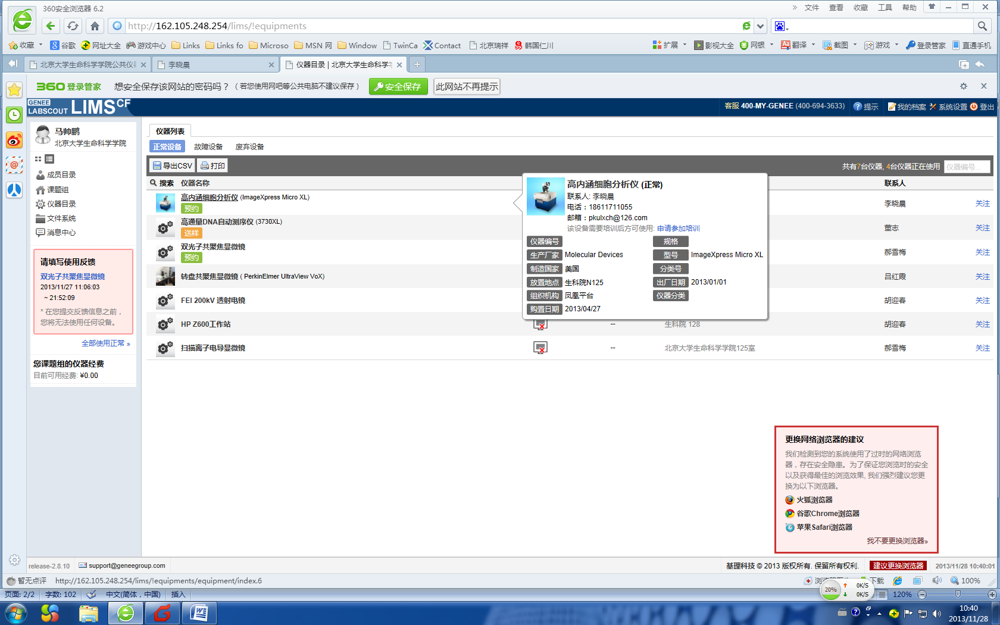 360安全浏览器 6.2
» 文件 查看 收藏 工具 帮助
http://162.105.248.254/lims/!equipments
收藏 谷歌 网址大全 游戏中心 Links Links fo Microso MSN 网 Window TwinCa Contact 北京瑞祥 韩国仁川 扩展 影视大全 网银 翻译 截图 游戏 登录管家 直通手机
北京大学生命科学学院公共仪器 李晓晨 仪器目录 | 北京大学生命科学学
360 登录管家 想安全保存该网站的密码吗？（若您使用网吧等公共电脑不建议保存） 安全保存 此网站不再提示
GENEE
LABSCOUT LIMS CF
客服 400-MY-GENEE (400-694-3633) 提示 我的档案 系统设置 登出
马帅鹏
北京大学生命科学学院
成员目录
课题组
仪器目录
文件系统
消息中心
请填写使用反馈
双光子共聚焦显微镜
2013/11/27 11:06:03
~ 21:52:09
* 在您提交反馈信息之前，
您将无法使用任何设备。
全部使用正常 »
您课题组的仪器经费
目前可用经费: ¥0.00
仪器列表
正常设备 故障设备 废弃设备
导出CSV 打印
共有7台仪器, 4台仪器正在使用 仪器编号...
搜索 仪器名称 联系人
高内涵细胞分析仪 (ImageXpress Micro XL)
预约
李晓晨 关注
高通量DNA自动测序仪 (3730XL)
送样
董志 关注
双光子共聚焦显微镜
预约
郝雪梅 关注
转盘共聚焦显微镜 ( PerkinElmer UltraView VoX) 吕红霞 关注
FEI 200kV 透射电镜 胡迎春 关注
HP Z600工作站 -- 生科院 128 胡迎春 关注
扫描离子电导显微镜 -- 北京大学生命科学学院125室 郝雪梅 关注
高内涵细胞分析仪 (正常)
联系人: 李晓晨
电话：18611711055
邮箱：pkulxch@126.com
该设备需要培训后方可使用: 申请参加培训
仪器编号 规格
生产厂家 Molecular Devices 型号 ImageXpress Micro XL
制造国家 美国 分类号
放置地点 生科院N125 出厂日期 2013/01/01
组织机构 凤凰平台 仪器分类
购置日期 2013/04/27
更换网络浏览器的建议
我们检测到您的系统使用了过时的网络浏览
器，存在安全隐患。为了保证您浏览时的安全
以及获得最佳的浏览效果, 我们强烈建议您更
换为以下浏览器。
火狐浏览器
谷歌Chrome浏览器
苹果Safari浏览器
我不要更换浏览器»
release-2.8.10 support@geneegroup.com 基理科技 © 2013 版权所有. 保留所有权利. 建议更换浏览器 2013/11/28 10:40:01
暂无点评 http://162.105.248.254/lims/!equipments/equipment/index.6 下载 100%
页面: 2/2 字数: 102 中文(简体，中国) 插入 20% 0K/S 0K/S 120%
10:40
2013/11/28